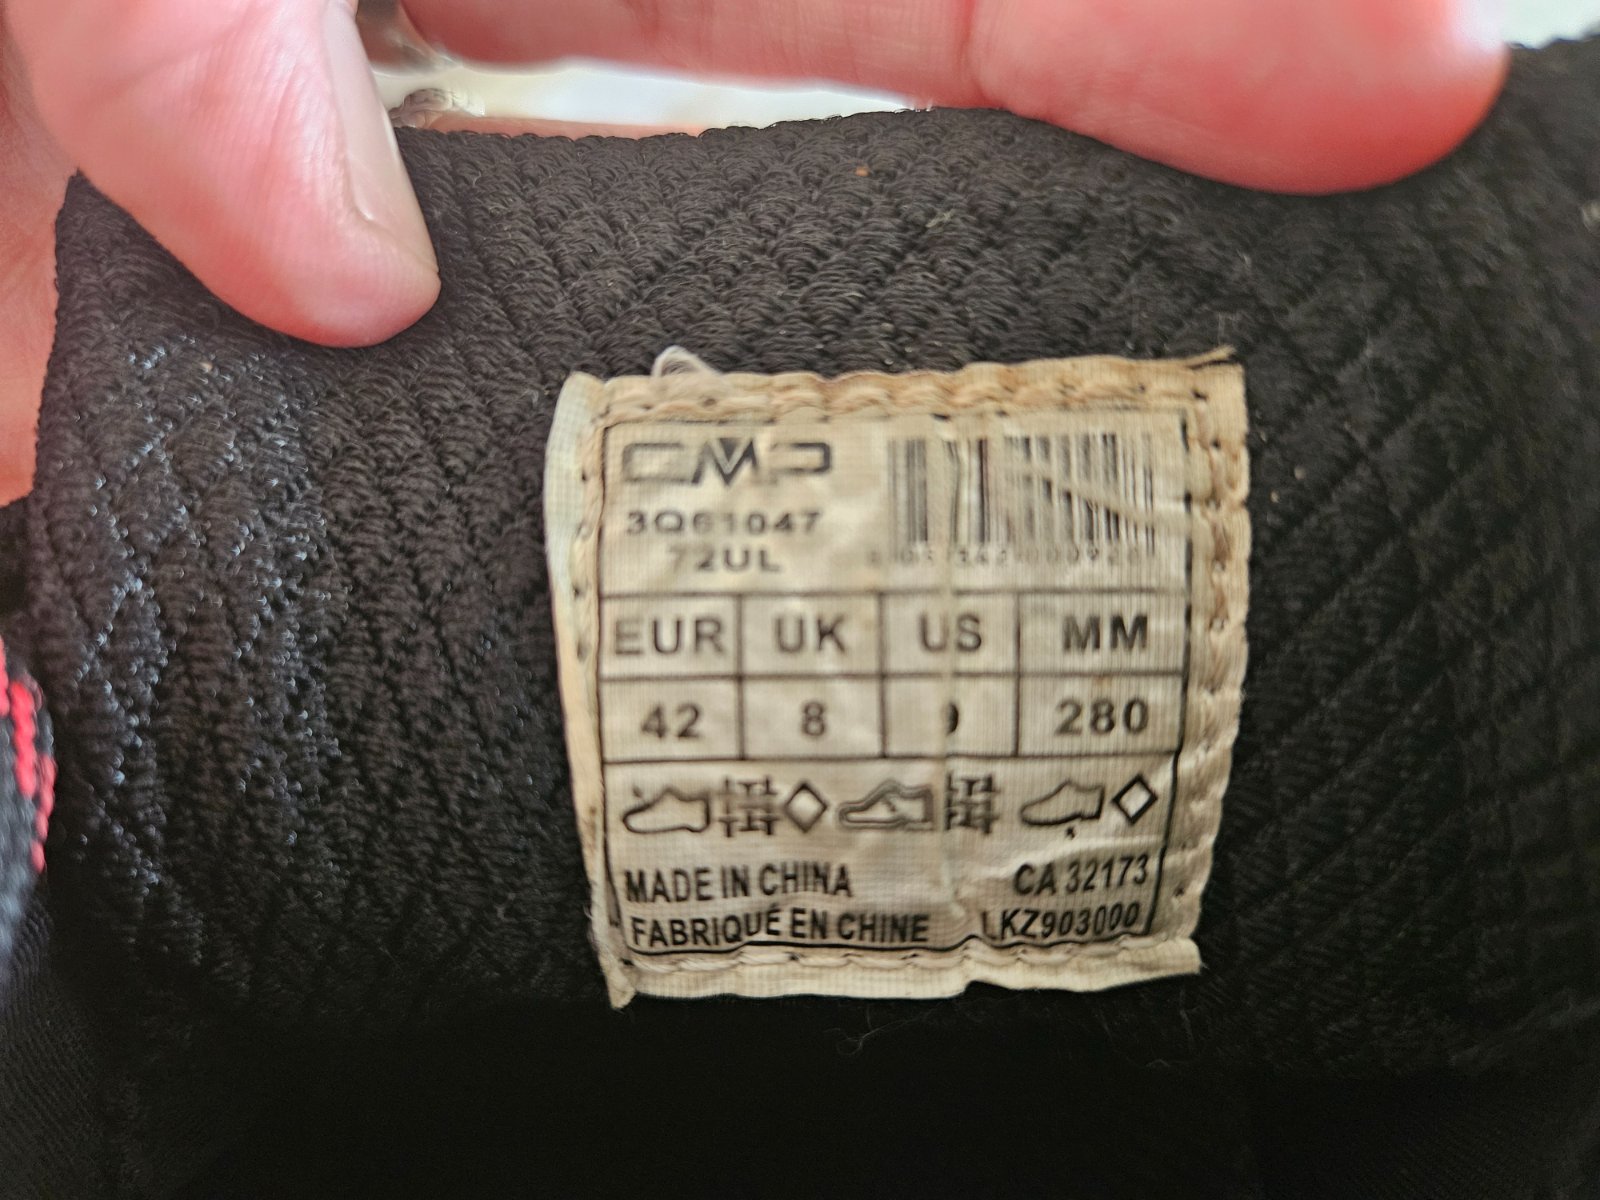 CMP
3Q61047
72UL
EUR UK US MM
42 8 9 280
MADE IN CHINA CA 32173
FABRIQUÉ EN CHINE LKZ903000